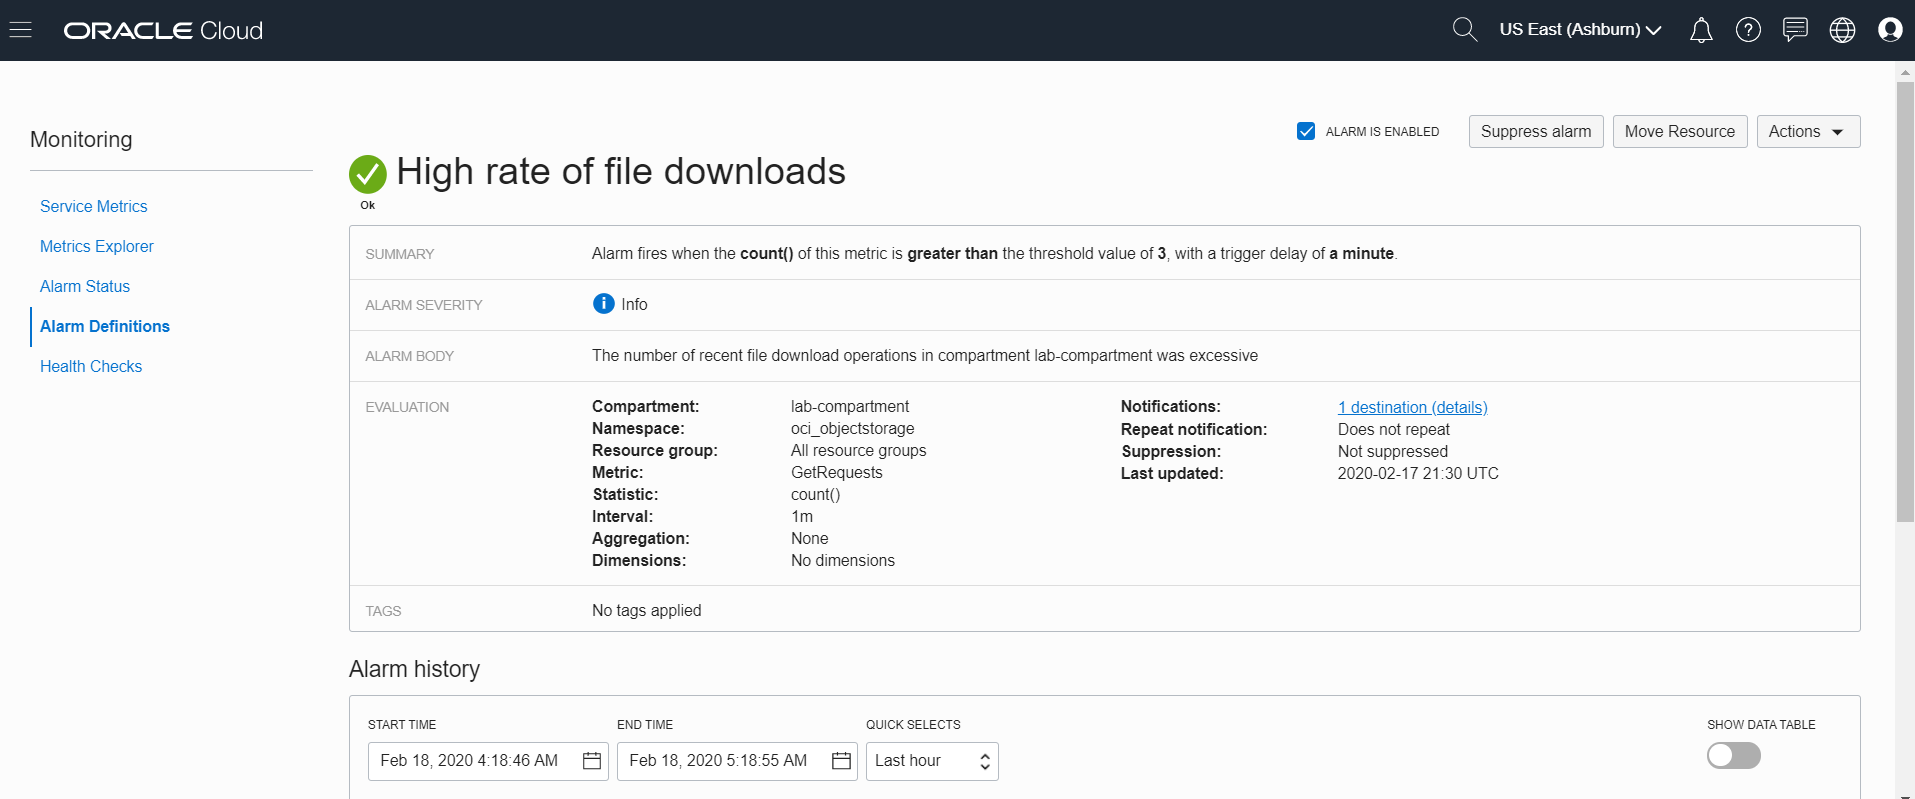 ORACLE Cloud
US East (Ashburn)
Monitoring
Service Metrics
Metrics Explorer
Alarm Status
Alarm Definitions
Health Checks
ALARM IS ENABLED
Suppress alarm
Move Resource
Actions
Ok
High rate of file downloads
SUMMARY
Alarm fires when the count() of this metric is greater than the threshold value of 3, with a trigger delay of a minute.
ALARM SEVERITY
Info
ALARM BODY
The number of recent file download operations in compartment lab-compartment was excessive
EVALUATION
Compartment: lab-compartment
Namespace: oci_objectstorage
Resource group: All resource groups
Metric: GetRequests
Statistic: count()
Interval: 1m
Aggregation: None
Dimensions: No dimensions
Notifications: 1 destination (details)
Repeat notification: Does not repeat
Suppression: Not suppressed
Last updated: 2020-02-17 21:30 UTC
TAGS
No tags applied
Alarm history
START TIME
Feb 18, 2020 4:18:46 AM
END TIME
Feb 18, 2020 5:18:55 AM
QUICK SELECTS
Last hour
SHOW DATA TABLE